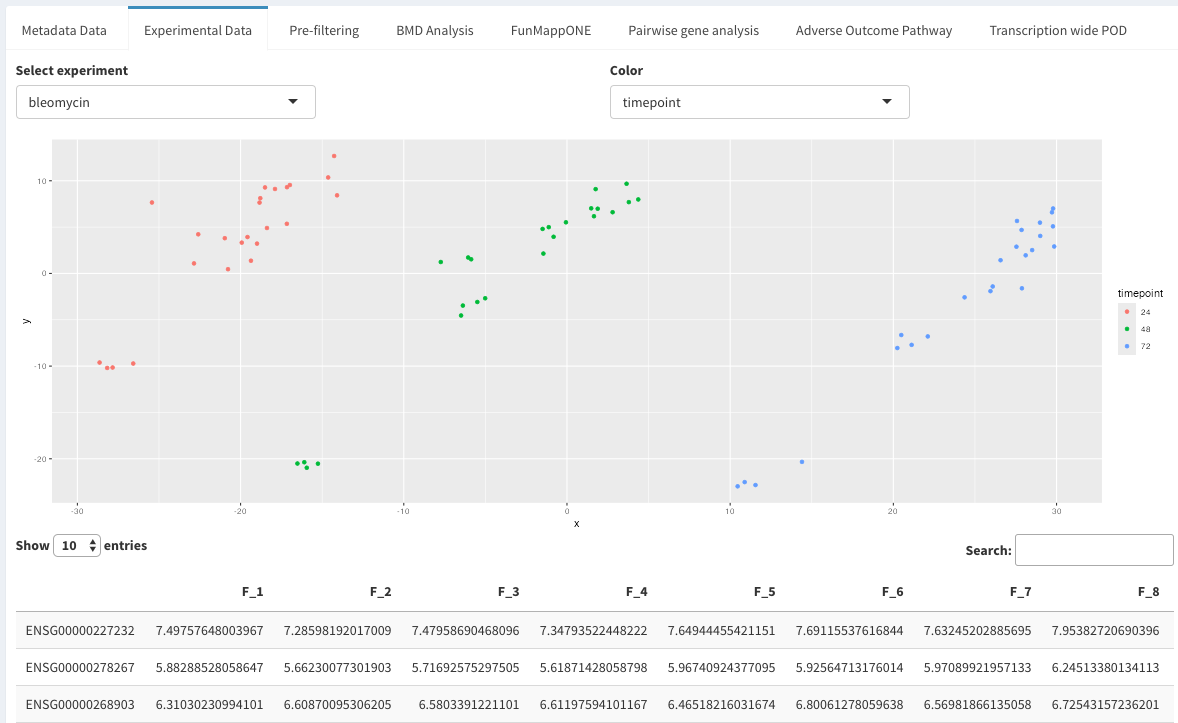 Metadata Data Experimental Data Pre-filtering BMD Analysis FunMappONE Pairwise gene analysis Adverse Outcome Pathway Transcription wide POD
Select experiment Color
bleomycin timepoint
10
0
-10
-20
y
-30 -20 -10 0 10 20 30
x
timepoint
24
48
72
Show 10 entries Search:
F_1 F_2 F_3 F_4 F_5 F_6 F_7 F_8
ENSG00000227232 7.49757648003967 7.28598192017009 7.47958690468096 7.34793522448222 7.64944455421151 7.69115537616844 7.63245202885695 7.95382720690396
ENSG00000278267 5.88288528058647 5.66230077301903 5.71692575297505 5.61871428058798 5.96740924377095 5.92564713176014 5.97089921957133 6.24513380134113
ENSG00000268903 6.31030230994101 6.60870095306205 6.5803391221101 6.61197594101167 6.46518216031674 6.80061278059638 6.56981866135058 6.72543157236201